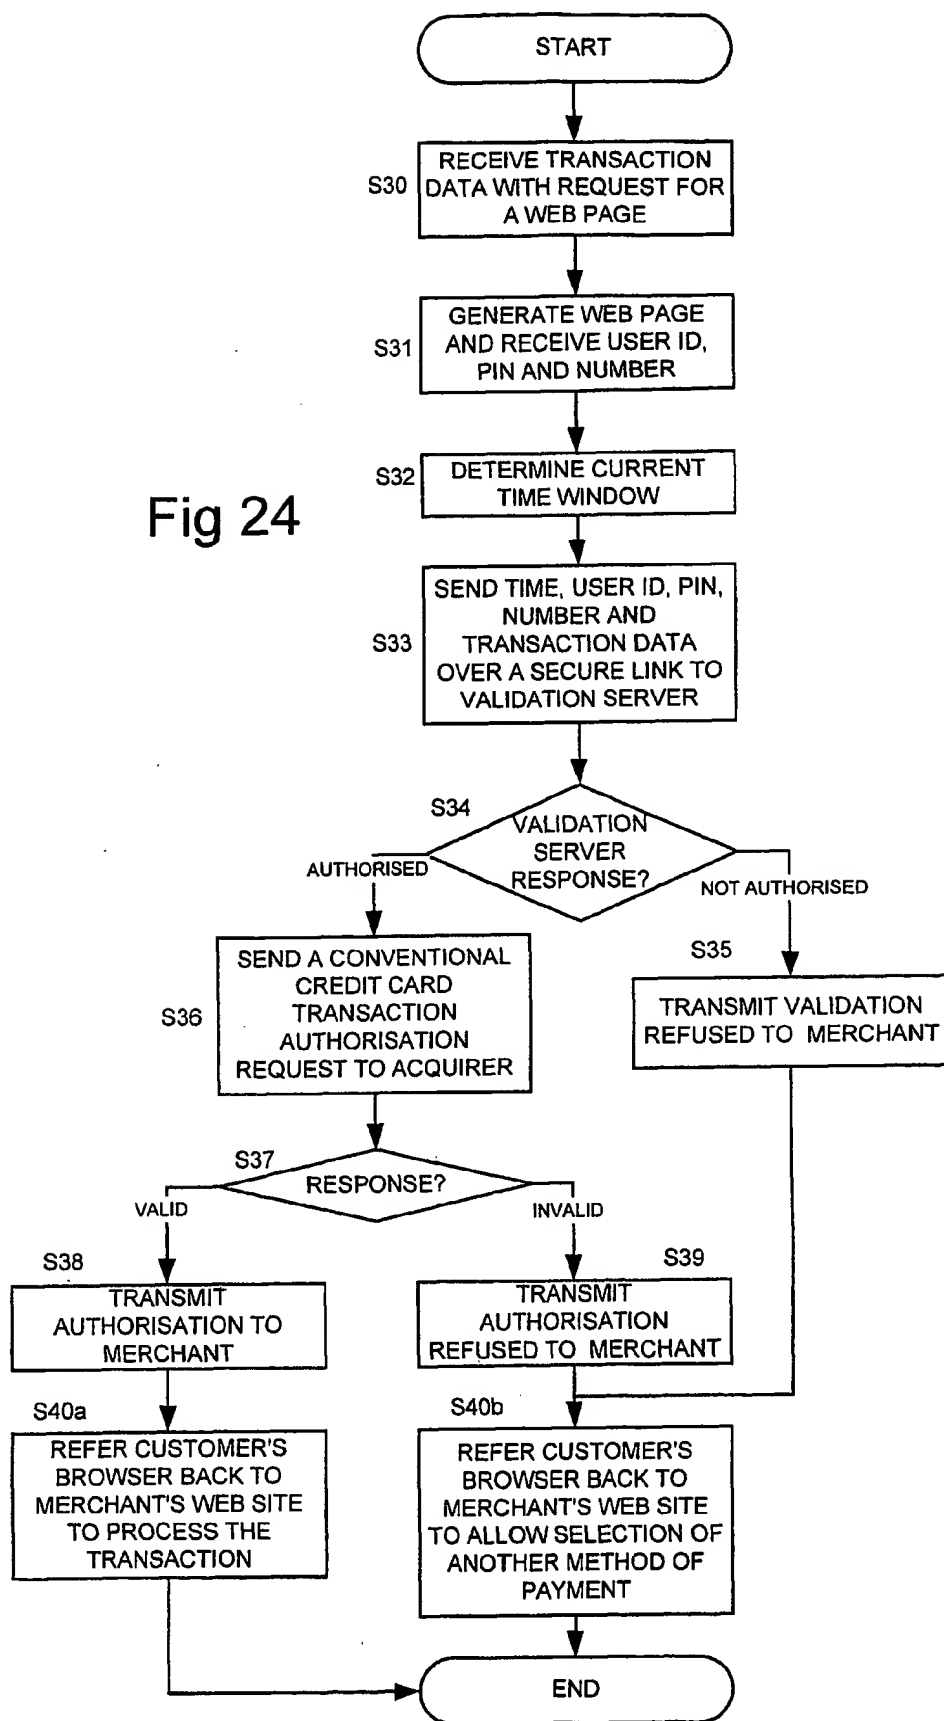 START
S30
RECEIVE TRANSACTION
DATA WITH REQUEST FOR
A WEB PAGE
S31
GENERATE WEB PAGE
AND RECEIVE USER ID,
PIN AND NUMBER
S32
DETERMINE CURRENT
TIME WINDOW
Fig 24
S33
SEND TIME, USER ID, PIN,
NUMBER AND
TRANSACTION DATA
OVER A SECURE LINK TO
VALIDATION SERVER
S34
VALIDATION
SERVER
RESPONSE?
AUTHORISED
NOT AUTHORISED
S36
SEND A CONVENTIONAL
CREDIT CARD
TRANSACTION
AUTHORISATION
REQUEST TO ACQUIRER
S35
TRANSMIT VALIDATION
REFUSED TO MERCHANT
S37
RESPONSE?
VALID
INVALID
S38
TRANSMIT
AUTHORISATION TO
MERCHANT
S39
TRANSMIT
AUTHORISATION
REFUSED TO MERCHANT
S40a
REFER CUSTOMER'S
BROWSER BACK TO
MERCHANT'S WEB SITE
TO PROCESS THE
TRANSACTION
S40b
REFER CUSTOMER'S
BROWSER BACK TO
MERCHANT'S WEB SITE
TO ALLOW SELECTION OF
ANOTHER METHOD OF
PAYMENT
END